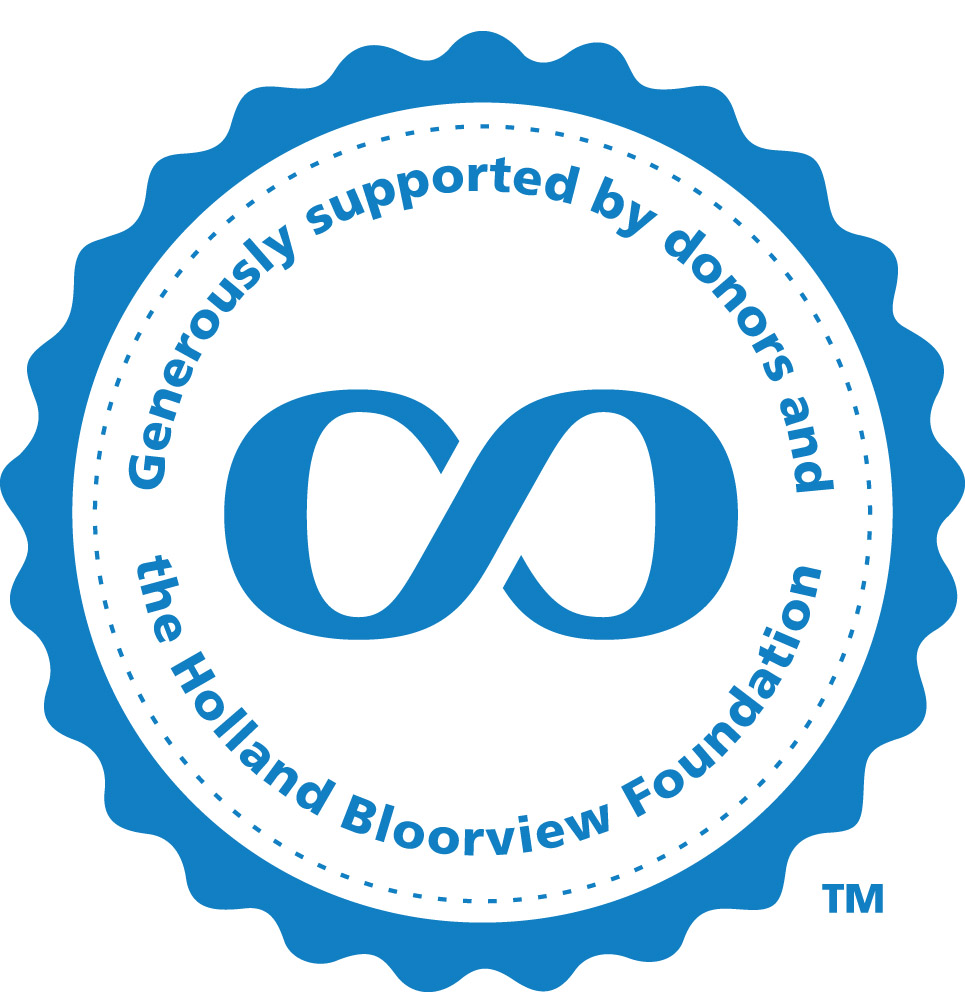 Generously supported by donors and
the Holland Bloorview Foundation
TM